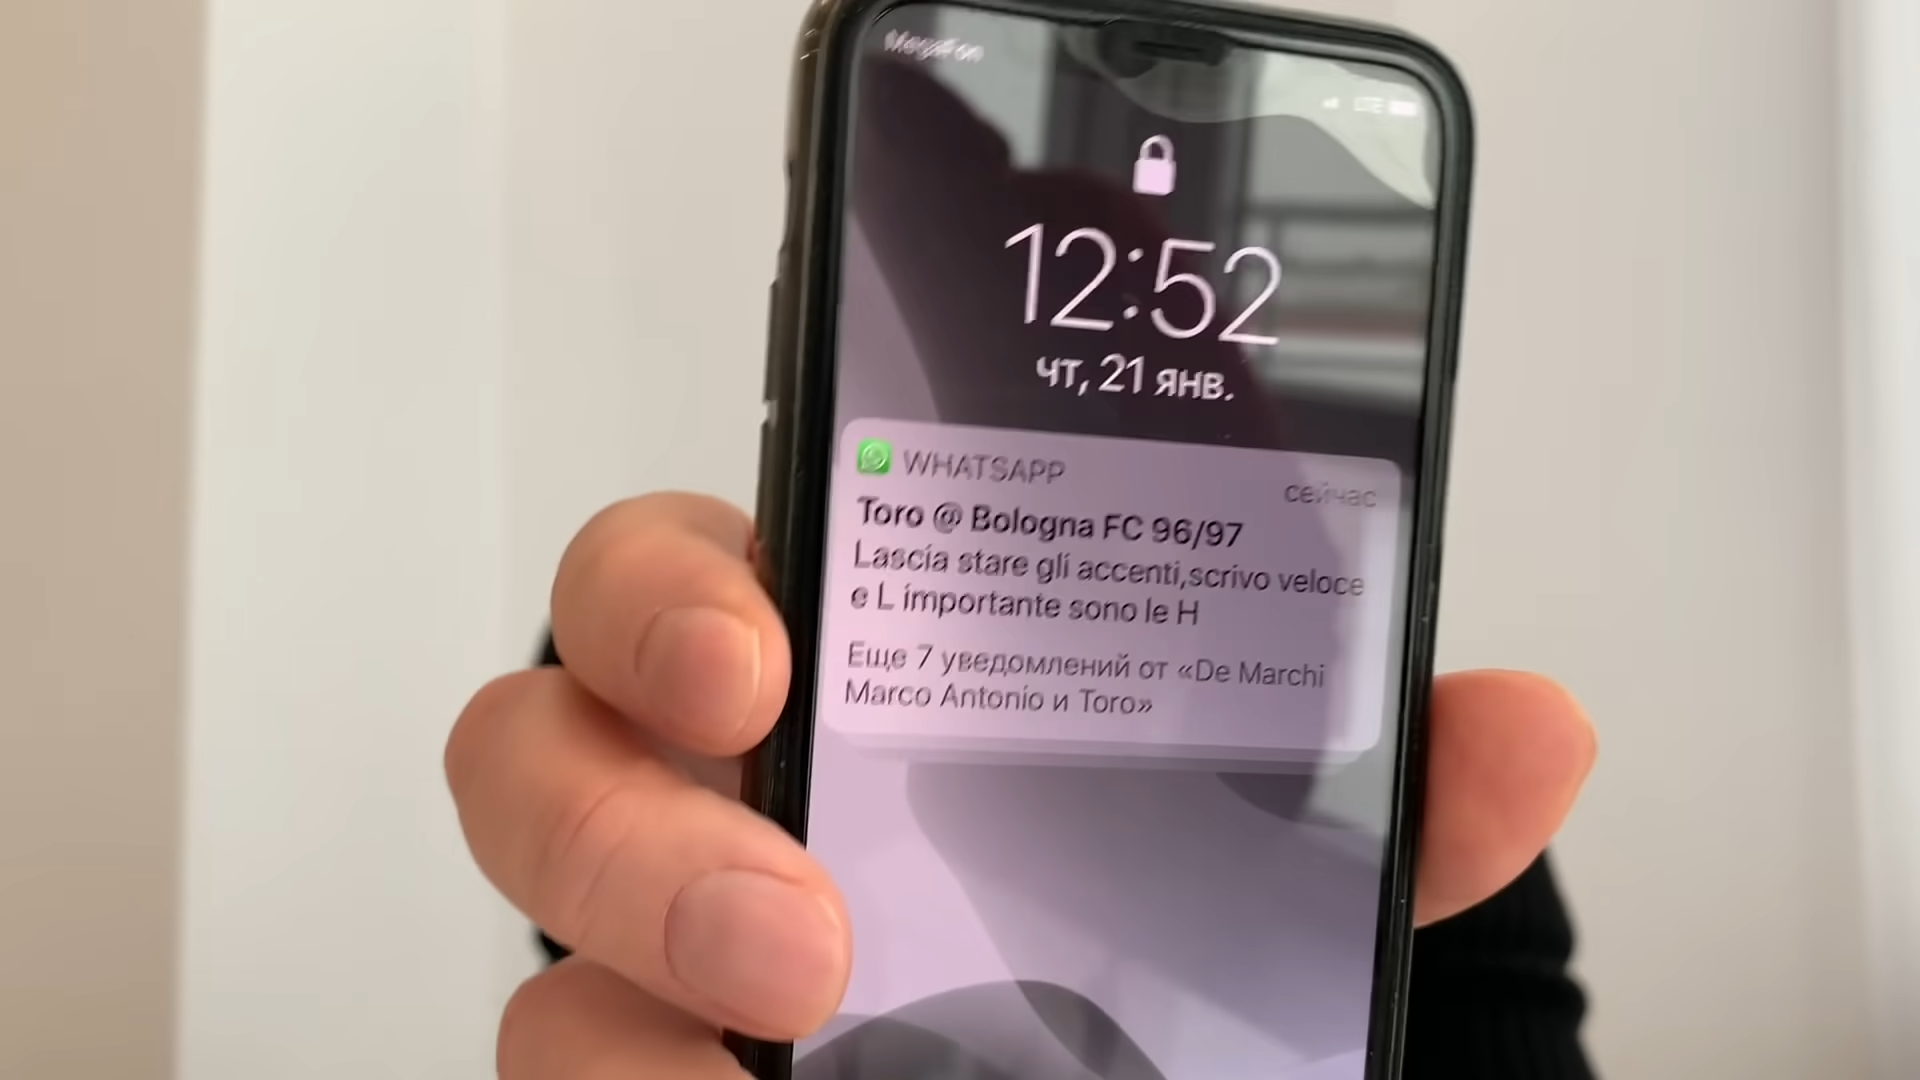 MegaFon
LTE
12:52
чт, 21 янв.
WHATSAPP
сейчас
Toro @ Bologna FC 96/97
Lascia stare gli accenti,scrivo veloce
e L importante sono le H
Еще 7 уведомлений от «De Marchi
Marco Antonio и Toro»